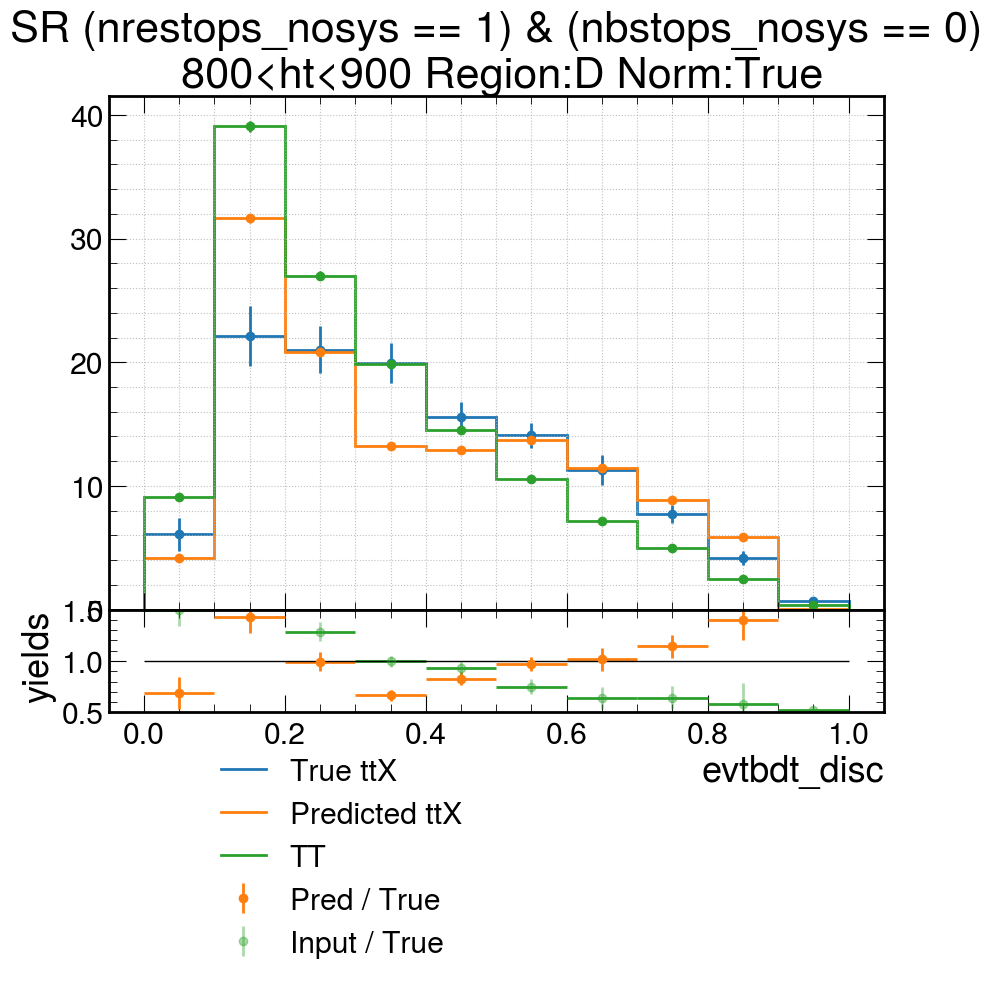 SR (nrestops_nosys == 1) & (nbstops_nosys == 0)
800<ht<900 Region:D Norm:True
40
30
20
10
0
1.5
1.0
0.5
yields
0.0 0.2 0.4 0.6 0.8 1.0
evtbdt_disc
True ttX
Predicted ttX
TT
Pred / True
Input / True